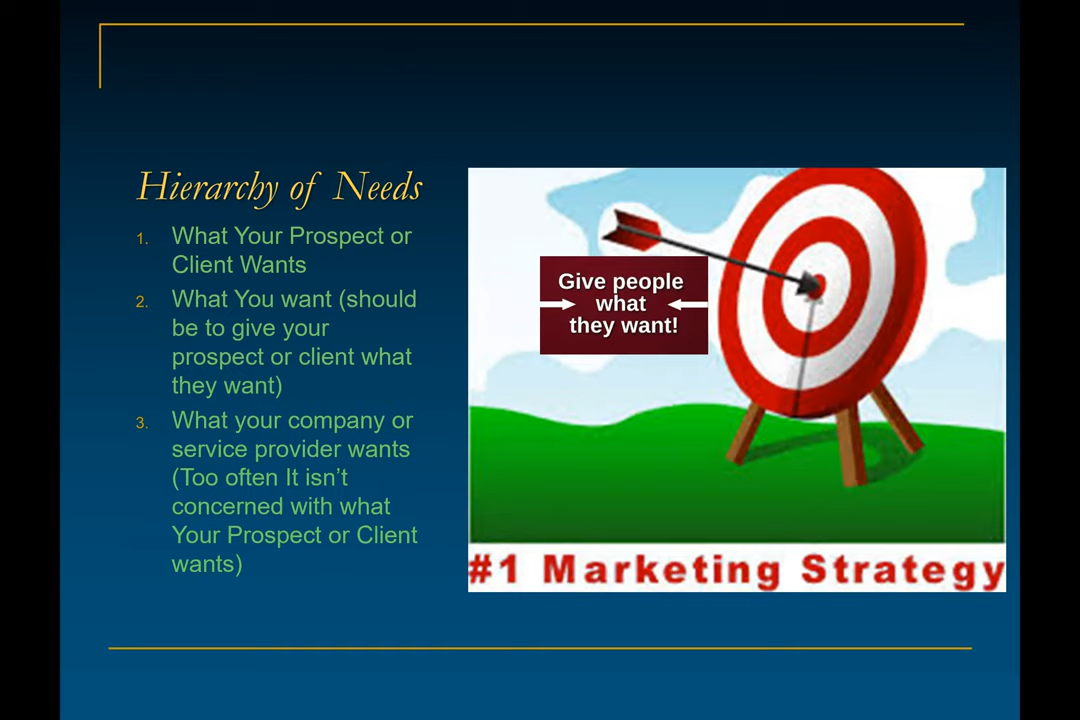 Hierarchy of Needs
1. What Your Prospect or
Client Wants
2. What You want (should
be to give your
prospect or client what
they want)
3. What your company or
service provider wants
(Too often It isn’t
concerned with what
Your Prospect or Client
wants)
Give people
what
they want!
#1 Marketing Strategy